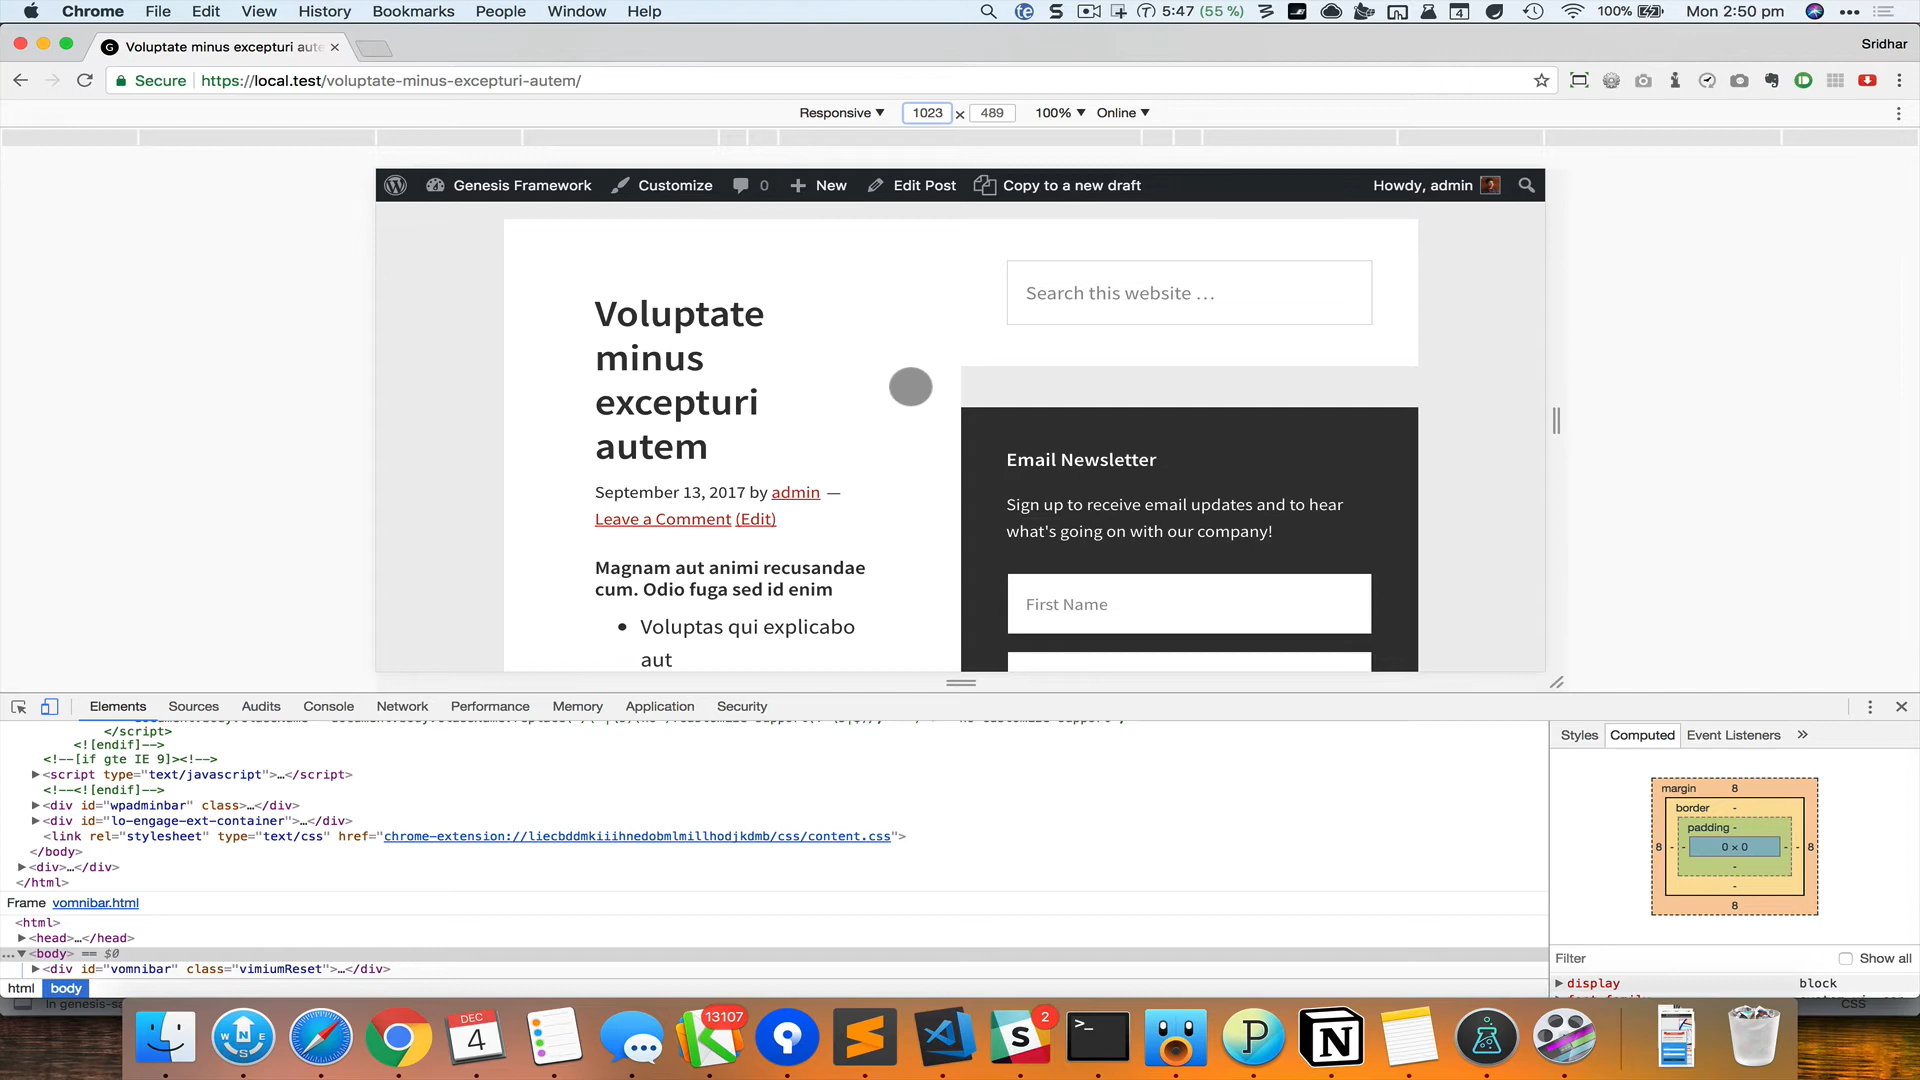 Chrome File Edit View History Bookmarks People Window Help 5:47 (55 %) 4 100% Mon 2:50 pm
Voluptate minus excepturi aute
Sridhar
Secure https://local.test/voluptate-minus-excepturi-autem/
Responsive 1023 × 489 100% Online
Genesis Framework Customize 0 New Edit Post Copy to a new draft Howdy, admin
Search this website …
Voluptate
minus
excepturi
autem
September 13, 2017 by admin —
Leave a Comment (Edit)
Magnam aut animi recusandae
cum. Odio fuga sed id enim
Voluptas qui explicabo
aut
Email Newsletter
Sign up to receive email updates and to hear
what's going on with our company!
First Name
Elements Sources Audits Console Network Performance Memory Application Security
</script>
<![endif]-->
<!--[if gte IE 9]><!-->
<script type="text/javascript">…</script>
<!--<![endif]-->
<div id="wpadminbar" class>…</div>
<div id="lo-engage-ext-container">…</div>
<link rel="stylesheet" type="text/css" href="chrome-extension://liecbddmkiiihnedobmlmillhodjkdmb/css/content.css">
</body>
<div>…</div>
</html>
Frame vomnibar.html
<html>
<head>…</head>
… <body> == $0
<div id="vomnibar" class="vimiumReset">…</div>
html body
Styles Computed Event Listeners »
margin 8
border -
padding -
8 - - 0 × 0 - - 8
-
-
8
Filter Show all
display block
In genesis-sa
CSS
DEC
4
13107
2